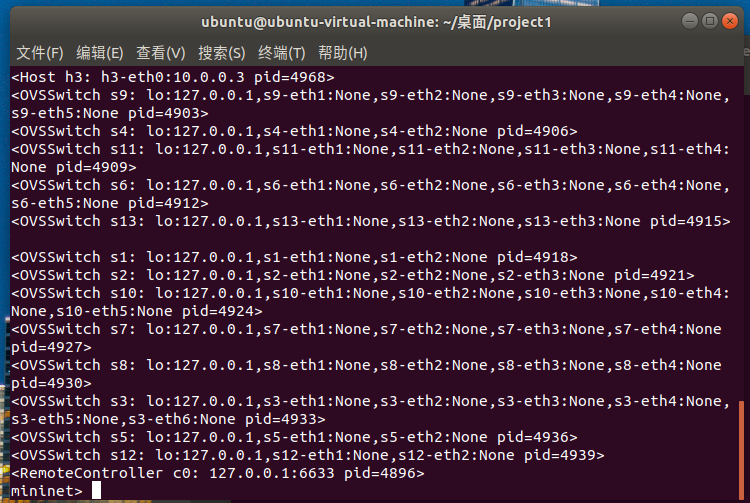 ubuntu@ubuntu-virtual-machine: ~/桌面/project1
文件(F) 编辑(E) 查看(V) 搜索(S) 终端(T) 帮助(H)
<Host h3: h3-eth0:10.0.0.3 pid=4968>
<OVSSwitch s9: lo:127.0.0.1,s9-eth1:None,s9-eth2:None,s9-eth3:None,s9-eth4:None,
s9-eth5:None pid=4903>
<OVSSwitch s4: lo:127.0.0.1,s4-eth1:None,s4-eth2:None pid=4906>
<OVSSwitch s11: lo:127.0.0.1,s11-eth1:None,s11-eth2:None,s11-eth3:None,s11-eth4:
None pid=4909>
<OVSSwitch s6: lo:127.0.0.1,s6-eth1:None,s6-eth2:None,s6-eth3:None,s6-eth4:None,
s6-eth5:None pid=4912>
<OVSSwitch s13: lo:127.0.0.1,s13-eth1:None,s13-eth2:None,s13-eth3:None pid=4915>
<OVSSwitch s1: lo:127.0.0.1,s1-eth1:None,s1-eth2:None pid=4918>
<OVSSwitch s2: lo:127.0.0.1,s2-eth1:None,s2-eth2:None,s2-eth3:None pid=4921>
<OVSSwitch s10: lo:127.0.0.1,s10-eth1:None,s10-eth2:None,s10-eth3:None,s10-eth4:
None,s10-eth5:None pid=4924>
<OVSSwitch s7: lo:127.0.0.1,s7-eth1:None,s7-eth2:None,s7-eth3:None,s7-eth4:None
pid=4927>
<OVSSwitch s8: lo:127.0.0.1,s8-eth1:None,s8-eth2:None,s8-eth3:None,s8-eth4:None
pid=4930>
<OVSSwitch s3: lo:127.0.0.1,s3-eth1:None,s3-eth2:None,s3-eth3:None,s3-eth4:None,
s3-eth5:None,s3-eth6:None pid=4933>
<OVSSwitch s5: lo:127.0.0.1,s5-eth1:None,s5-eth2:None pid=4936>
<OVSSwitch s12: lo:127.0.0.1,s12-eth1:None,s12-eth2:None pid=4939>
<RemoteController c0: 127.0.0.1:6633 pid=4896>
mininet>